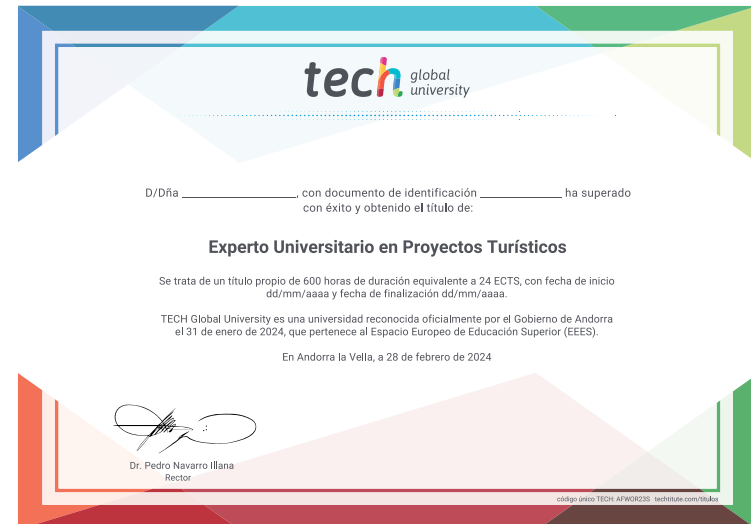 tech global university
D/Dña ____________________, con documento de identificación ______________ ha superado
con éxito y obtenido el título de:
Experto Universitario en Proyectos Turísticos
Se trata de un título propio de 600 horas de duración equivalente a 24 ECTS, con fecha de inicio
dd/mm/aaaa y fecha de finalización dd/mm/aaaa.
TECH Global University es una universidad reconocida oficialmente por el Gobierno de Andorra
el 31 de enero de 2024, que pertenece al Espacio Europeo de Educación Superior (EEES).
En Andorra la Vella, a 28 de febrero de 2024
Dr. Pedro Navarro Illana
Rector
código único TECH: AFWOR23S techtitute.com/titulos